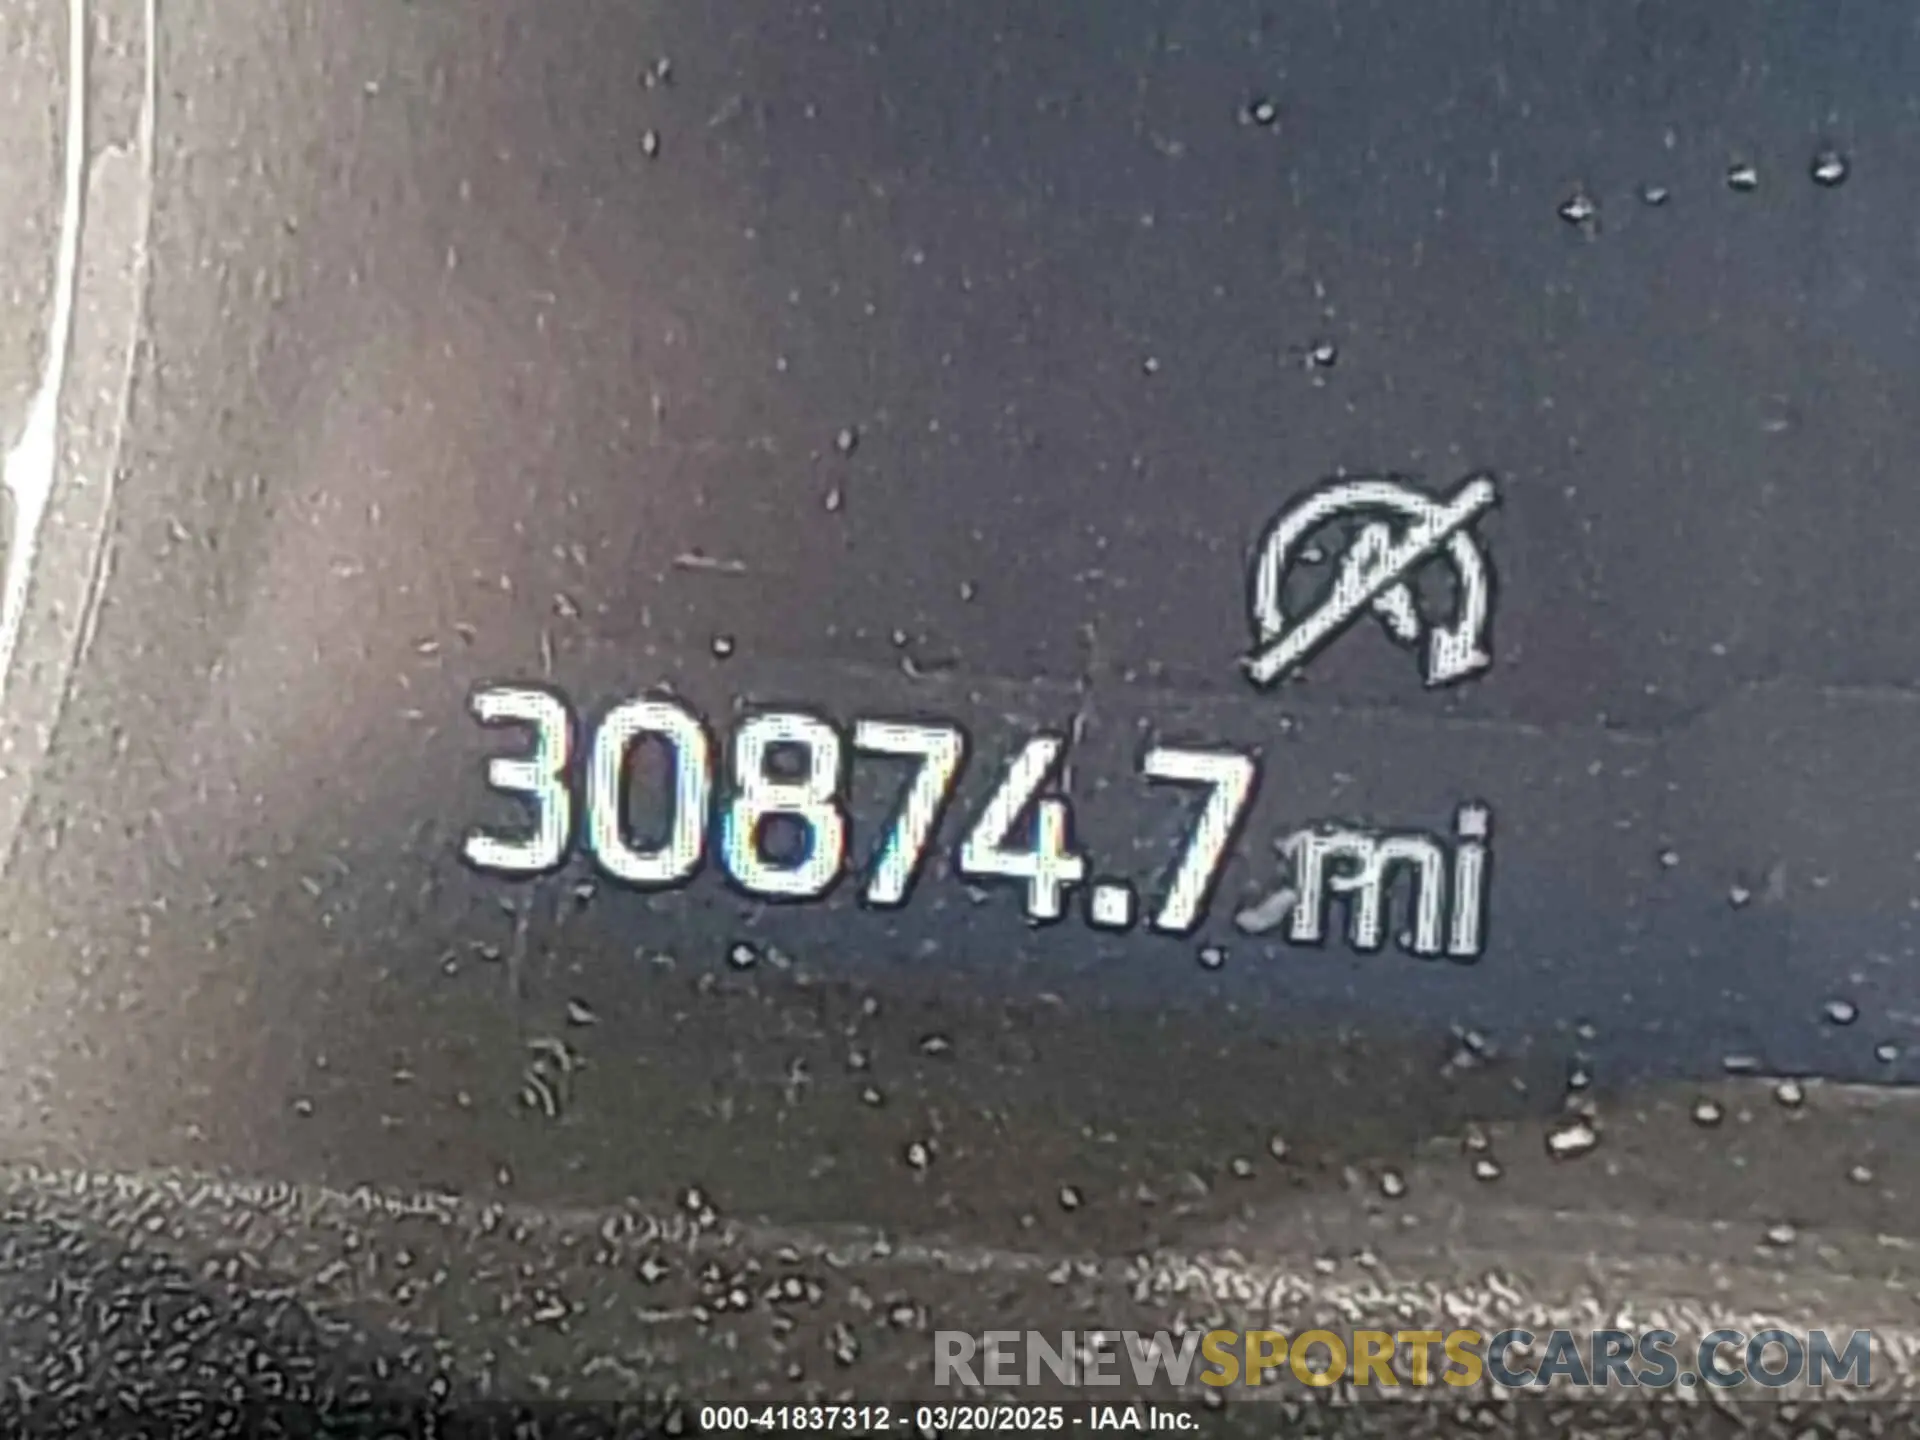 30874.7 mi
RENEWSPORTSCARS.COM
000-41837312 - 03/20/2025 - IAA Inc.